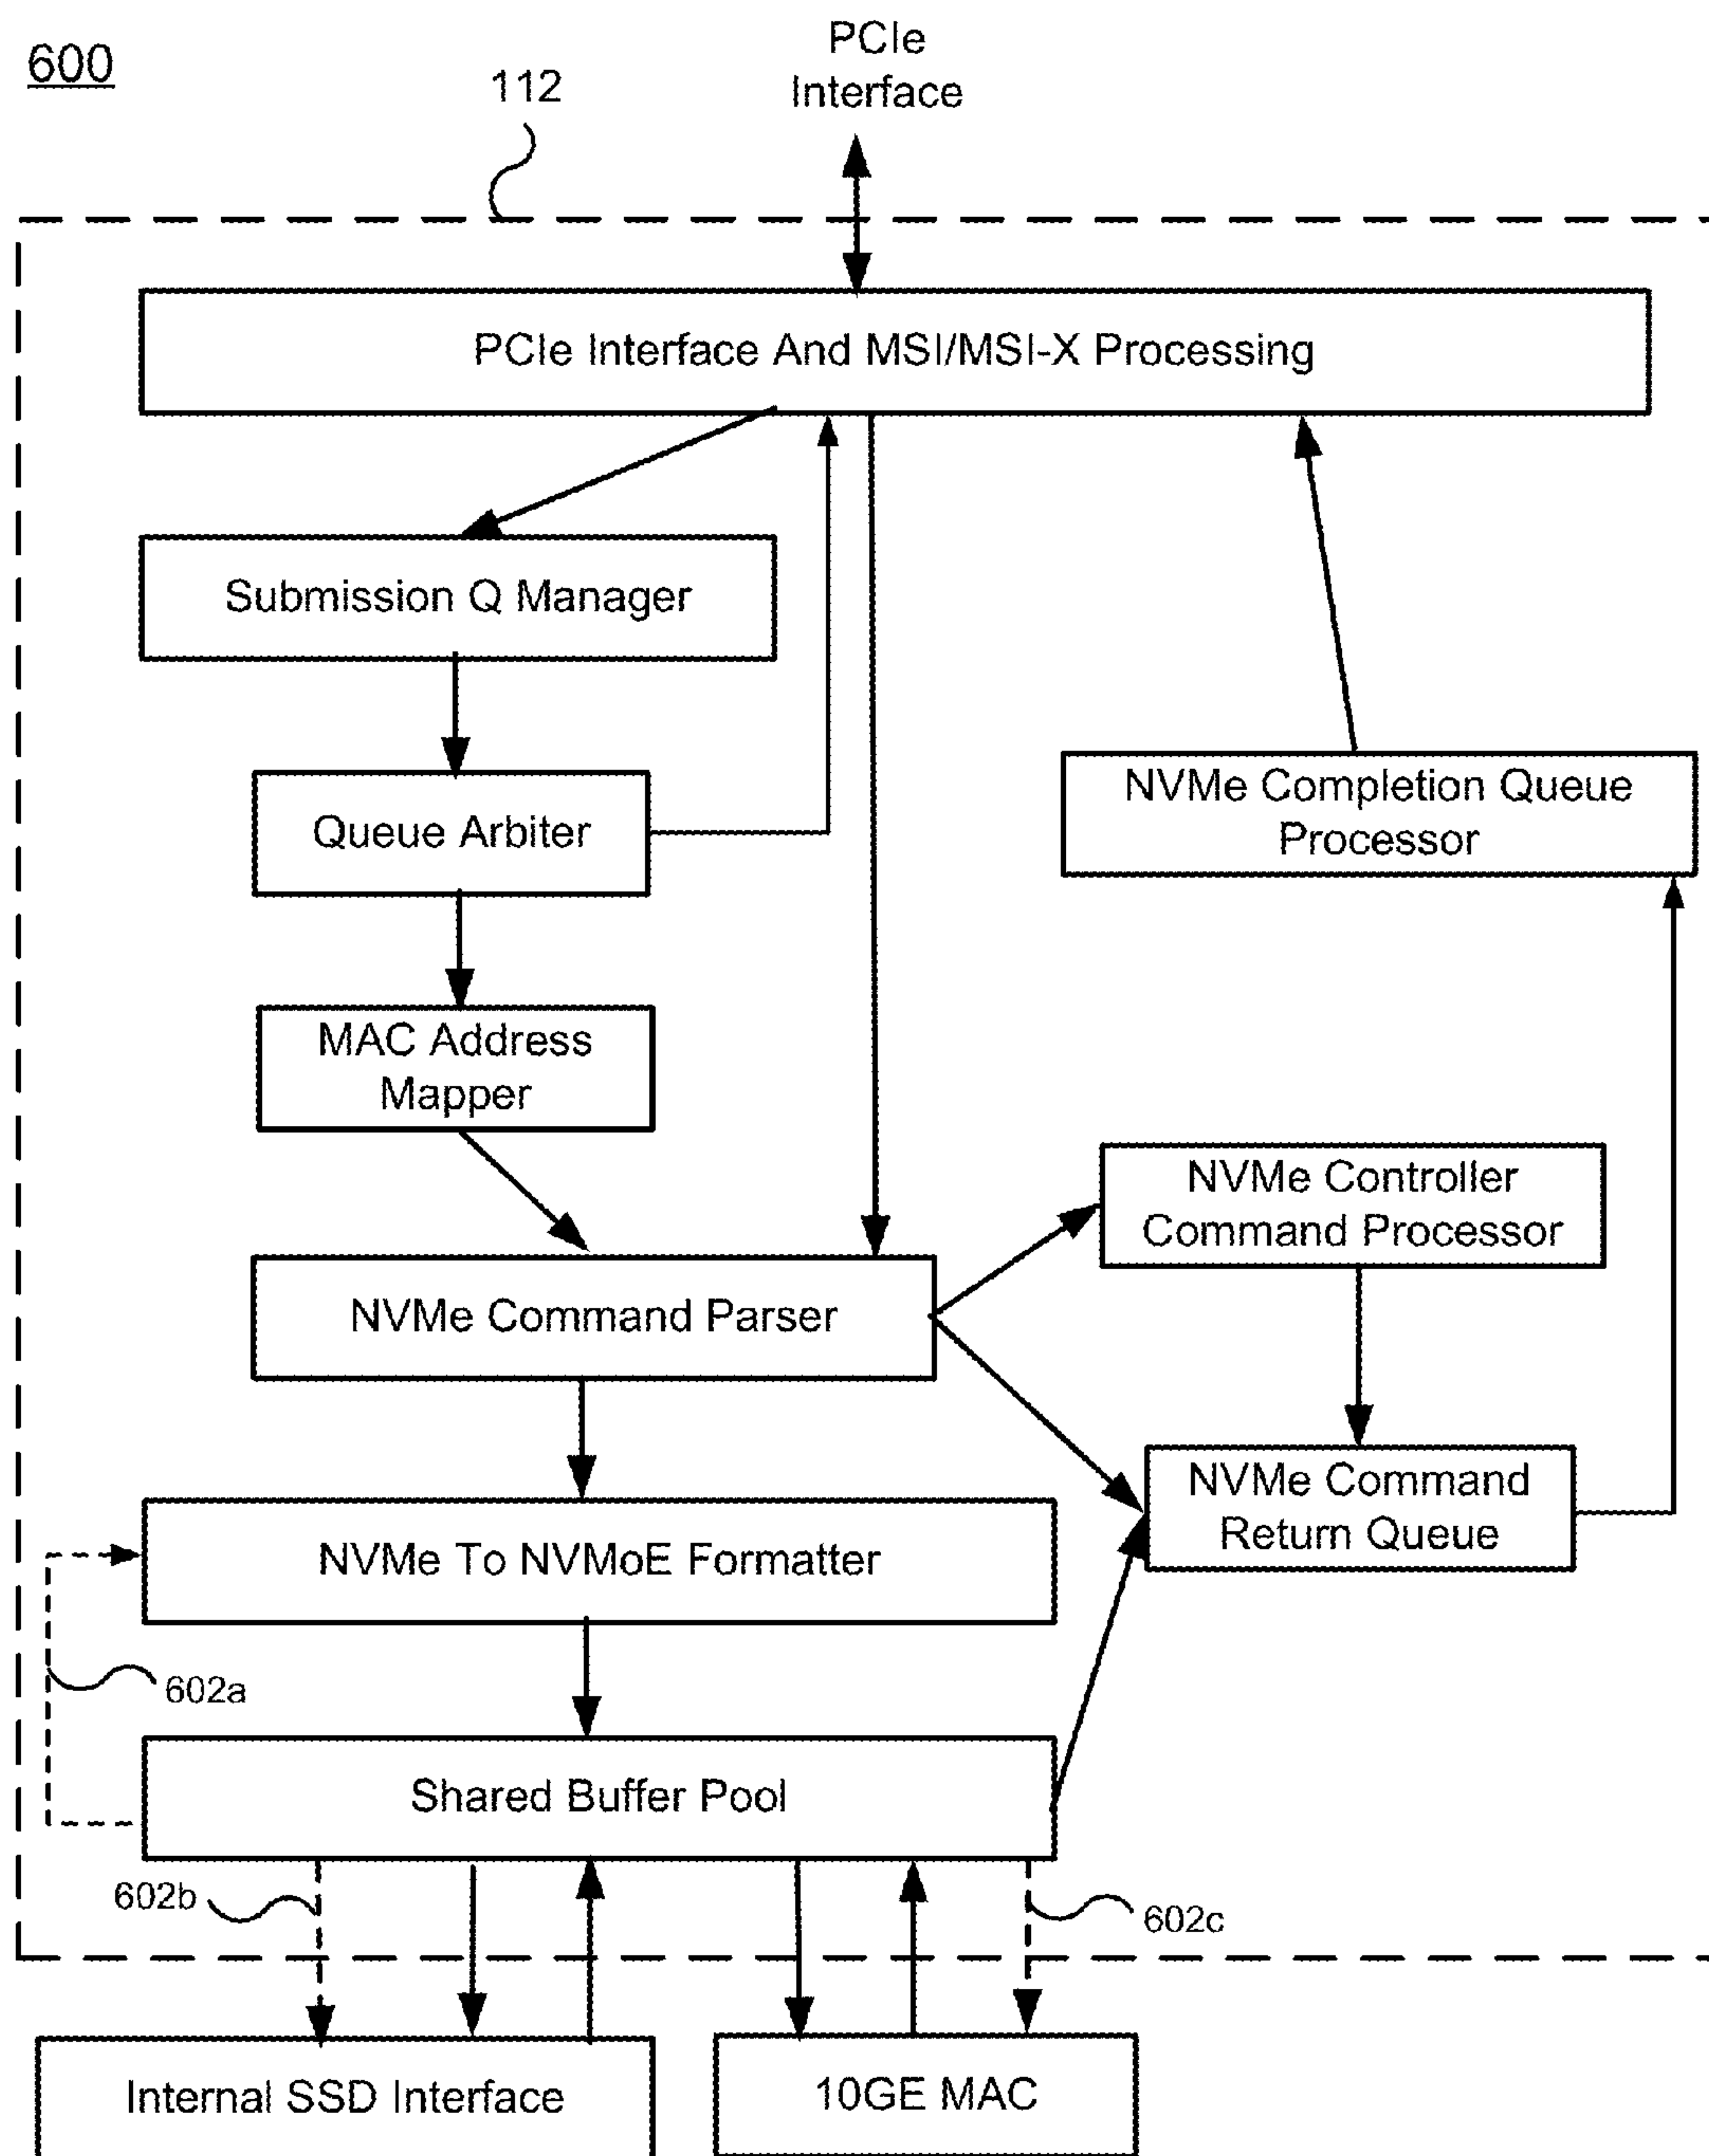 600
112
PCIe
Interface
PCIe Interface And MSI/MSI-X Processing
Submission Q Manager
Queue Arbiter
NVMe Completion Queue
Processor
MAC Address
Mapper
NVMe Controller
Command Processor
NVMe Command Parser
NVMe Command
Return Queue
NVMe To NVMoE Formatter
602a
Shared Buffer Pool
602b
602c
Internal SSD Interface
10GE MAC